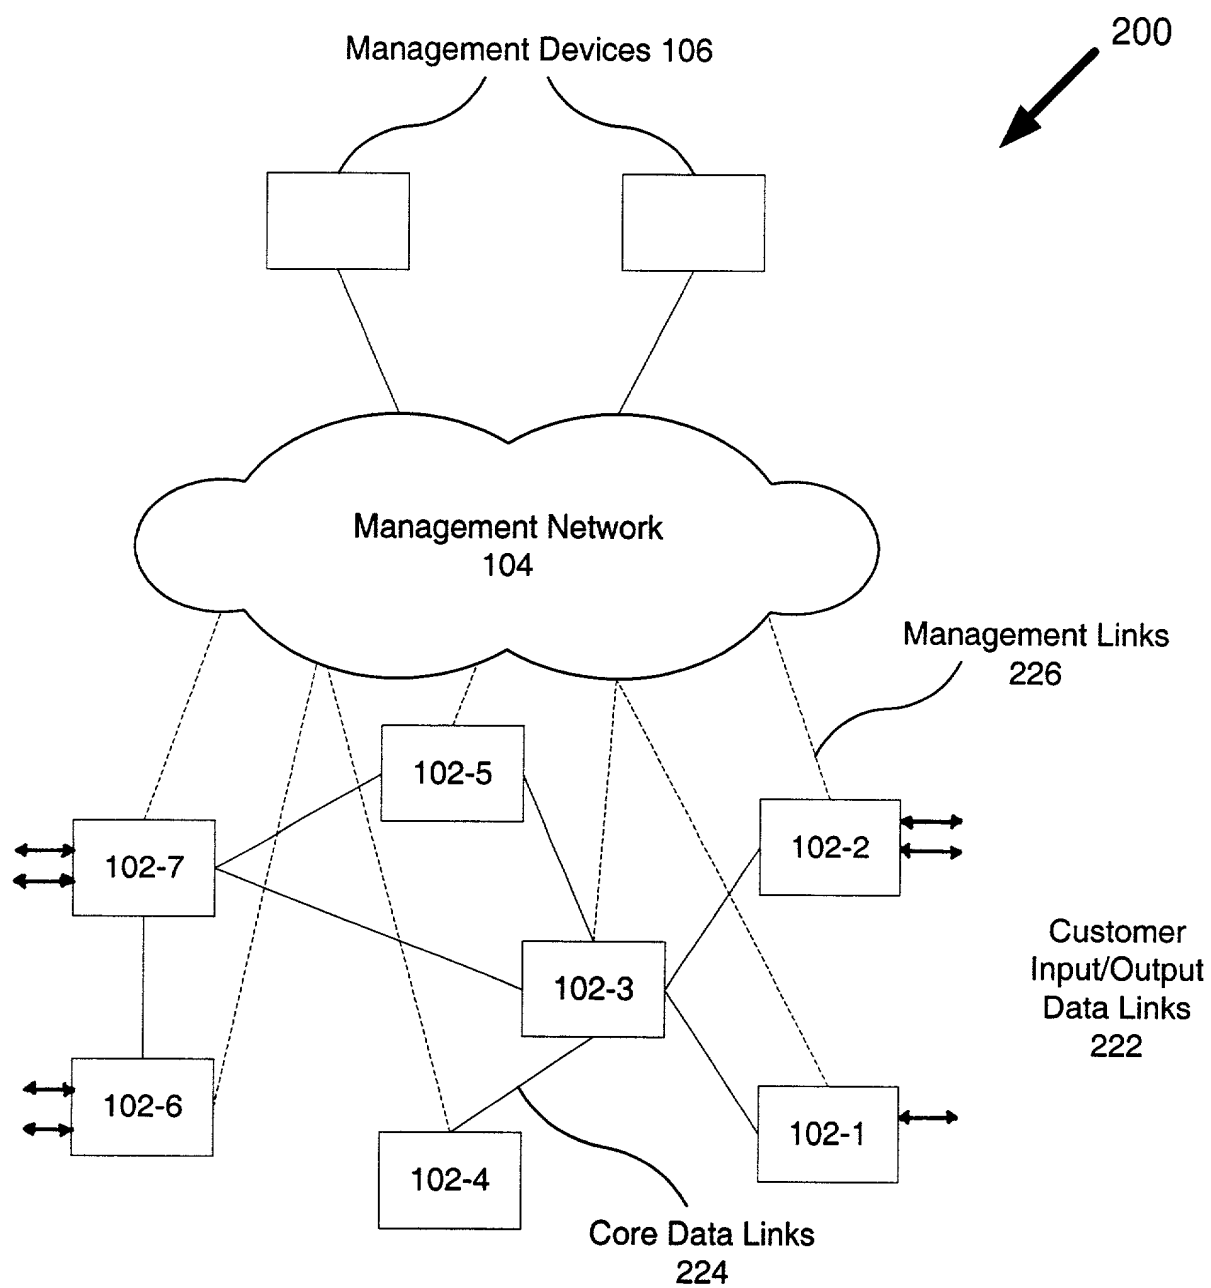 200
Management Devices 106
Management Network
104
Management Links
226
102-5
102-2
102-7
Customer
Input/Output
Data Links
222
102-3
102-6
102-1
102-4
Core Data Links
224